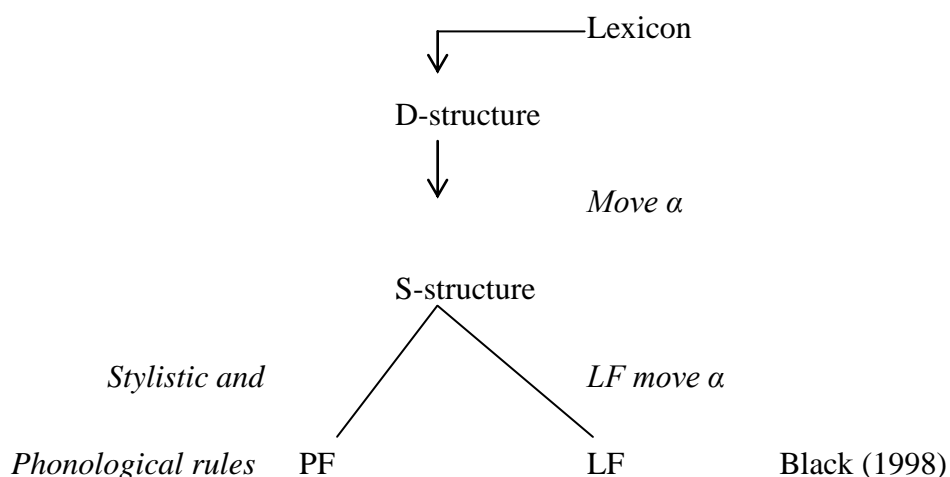 Lexicon
D-structure
Move α
S-structure
Stylistic and LF move α
Phonological rules PF LF Black (1998)